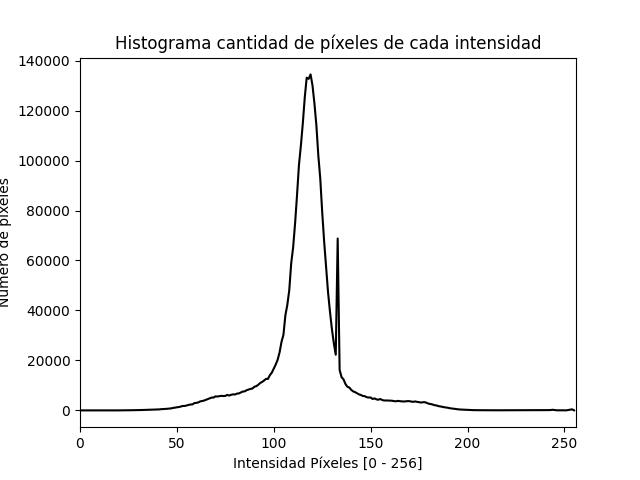 Histograma cantidad de píxeles de cada intensidad
140000
120000
100000
80000
60000
40000
20000
0
Número de píxeles
0 50 100 150 200 250
Intensidad Píxeles [0 - 256]